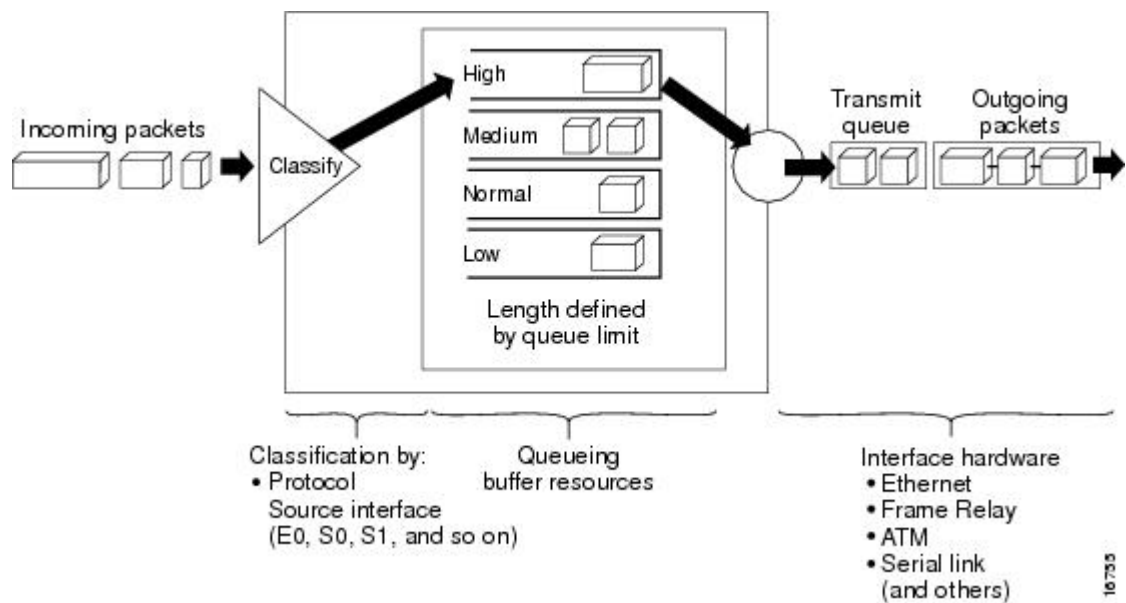 Incoming packets
Classify
High
Medium
Normal
Low
Length defined
by queue limit
Transmit
queue
Outgoing
packets
Classification by:
• Protocol
Source interface
(E0, S0, S1, and so on)
Queueing
buffer resources
Interface hardware
• Ethernet
• Frame Relay
• ATM
• Serial link
(and others)
16755